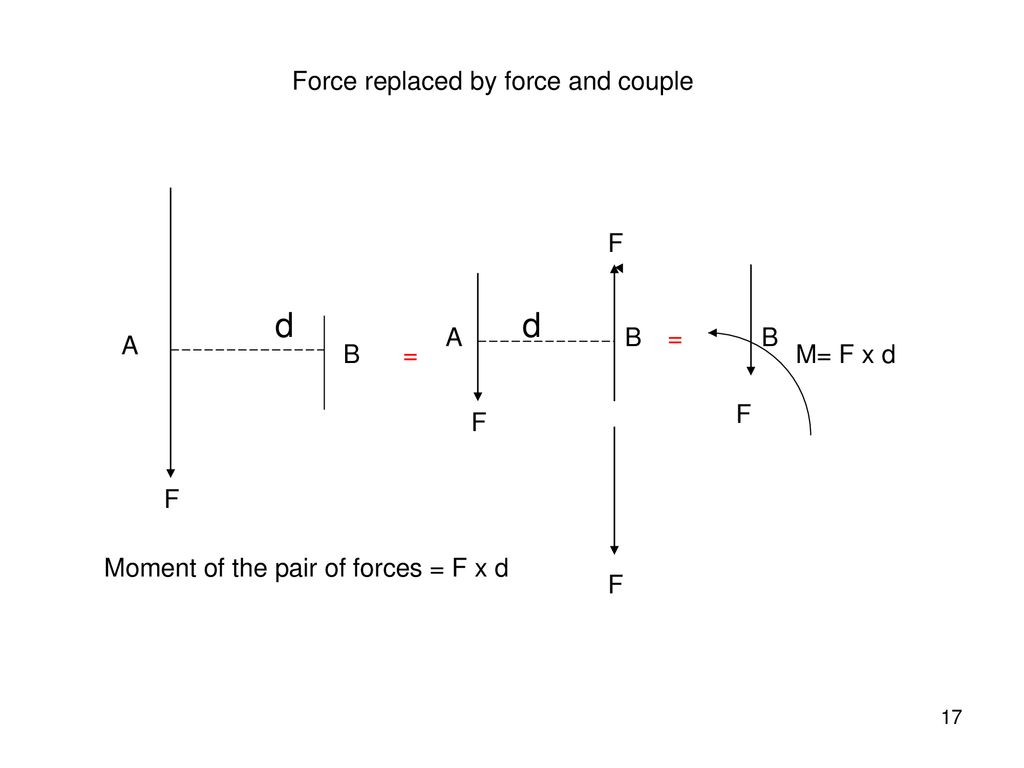 Force replaced by force and couple
F
A
d
B
=
A
d
B
=
B
M= F x d
F
F
F
Moment of the pair of forces = F x d
F
17